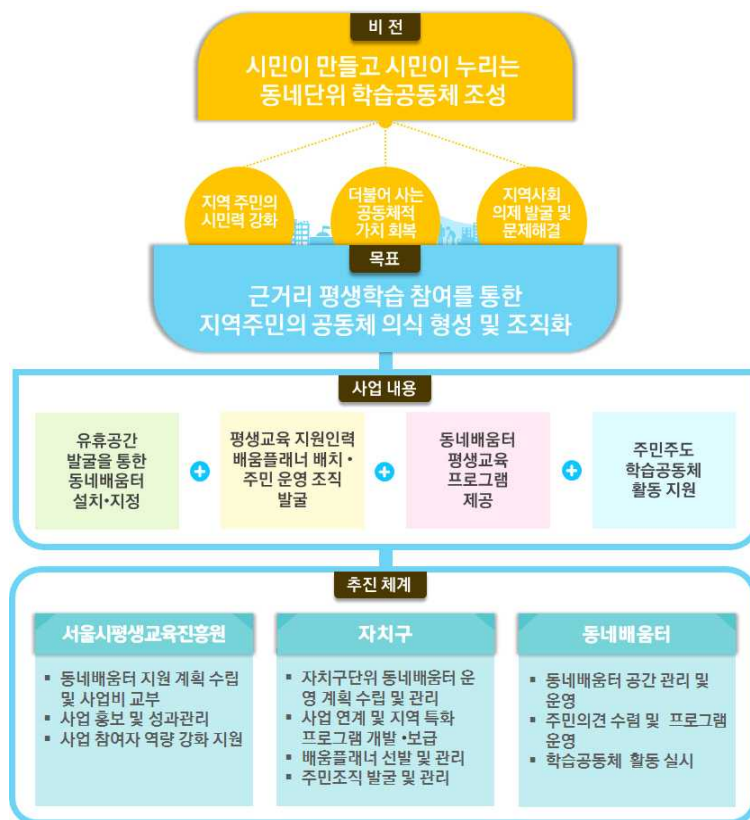 비 전
시민이 만들고 시민이 누리는
동네단위 학습공동체 조성
지역 주민의
시민력 강화
더불어 사는
공동체적
가치 회복
지역사회
의제 발굴 및
문제해결
목표
근거리 평생학습 참여를 통한
지역주민의 공동체 의식 형성 및 조직화
사업 내용
유휴공간
발굴을 통한
동네배움터
설치•지정
평생교육 지원인력
배움플래너 배치 •
주민 운영 조직
발굴
동네배움터
평생교육
프로그램
제공
주민주도
학습공동체
활동 지원
추진 체계
서울시평생교육진흥원
▪ 동네배움터 지원 계획 수립
및 사업비 교부
▪ 사업 홍보 및 성과관리
▪ 사업 참여자 역량 강화 지원
자치구
▪ 자치구단위 동네배움터 운
영 계획 수립 및 관리
▪ 사업 연계 및 지역 특화
프로그램 개발 •보급
▪ 배움플래너 선발 및 관리
▪ 주민조직 발굴 및 관리
동네배움터
▪ 동네배움터 공간 관리 및
운영
▪ 주민의견 수렴 및 프로그램
운영
▪ 학습공동체 활동 실시